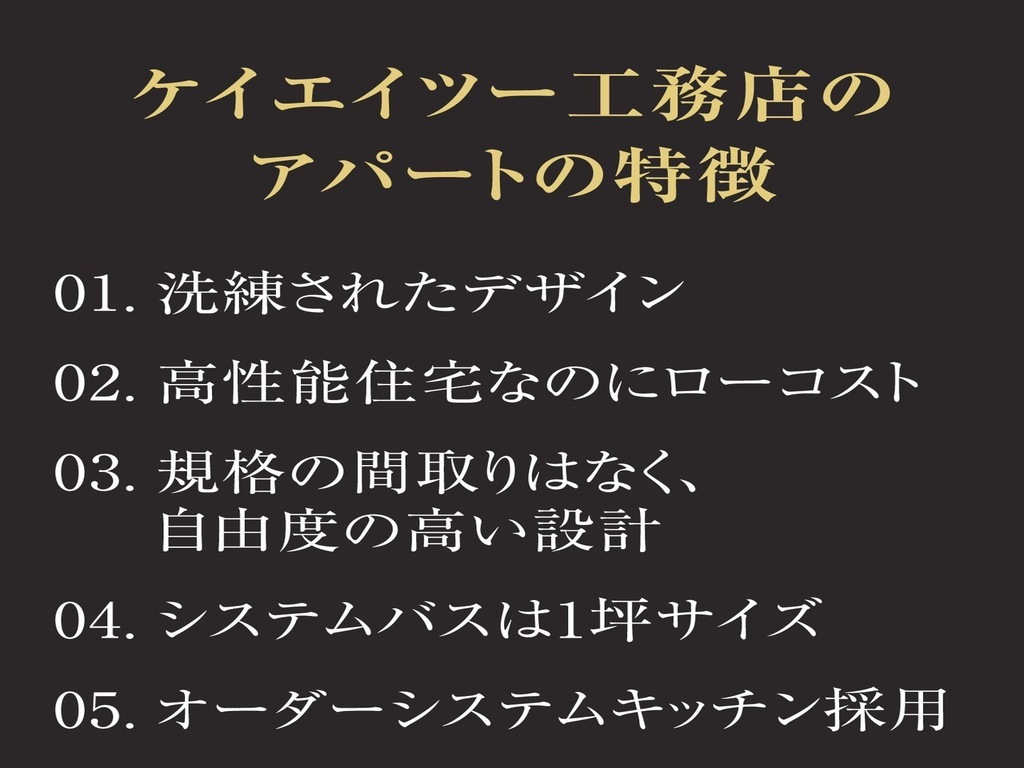 ケイエイツー工務店の
アパートの特徴
01. 洗練されたデザイン
02. 高性能住宅なのにローコスト
03. 規格の間取りはなく、
自由度の高い設計
04. システムバスは1坪サイズ
05. オーダーシステムキッチン採用